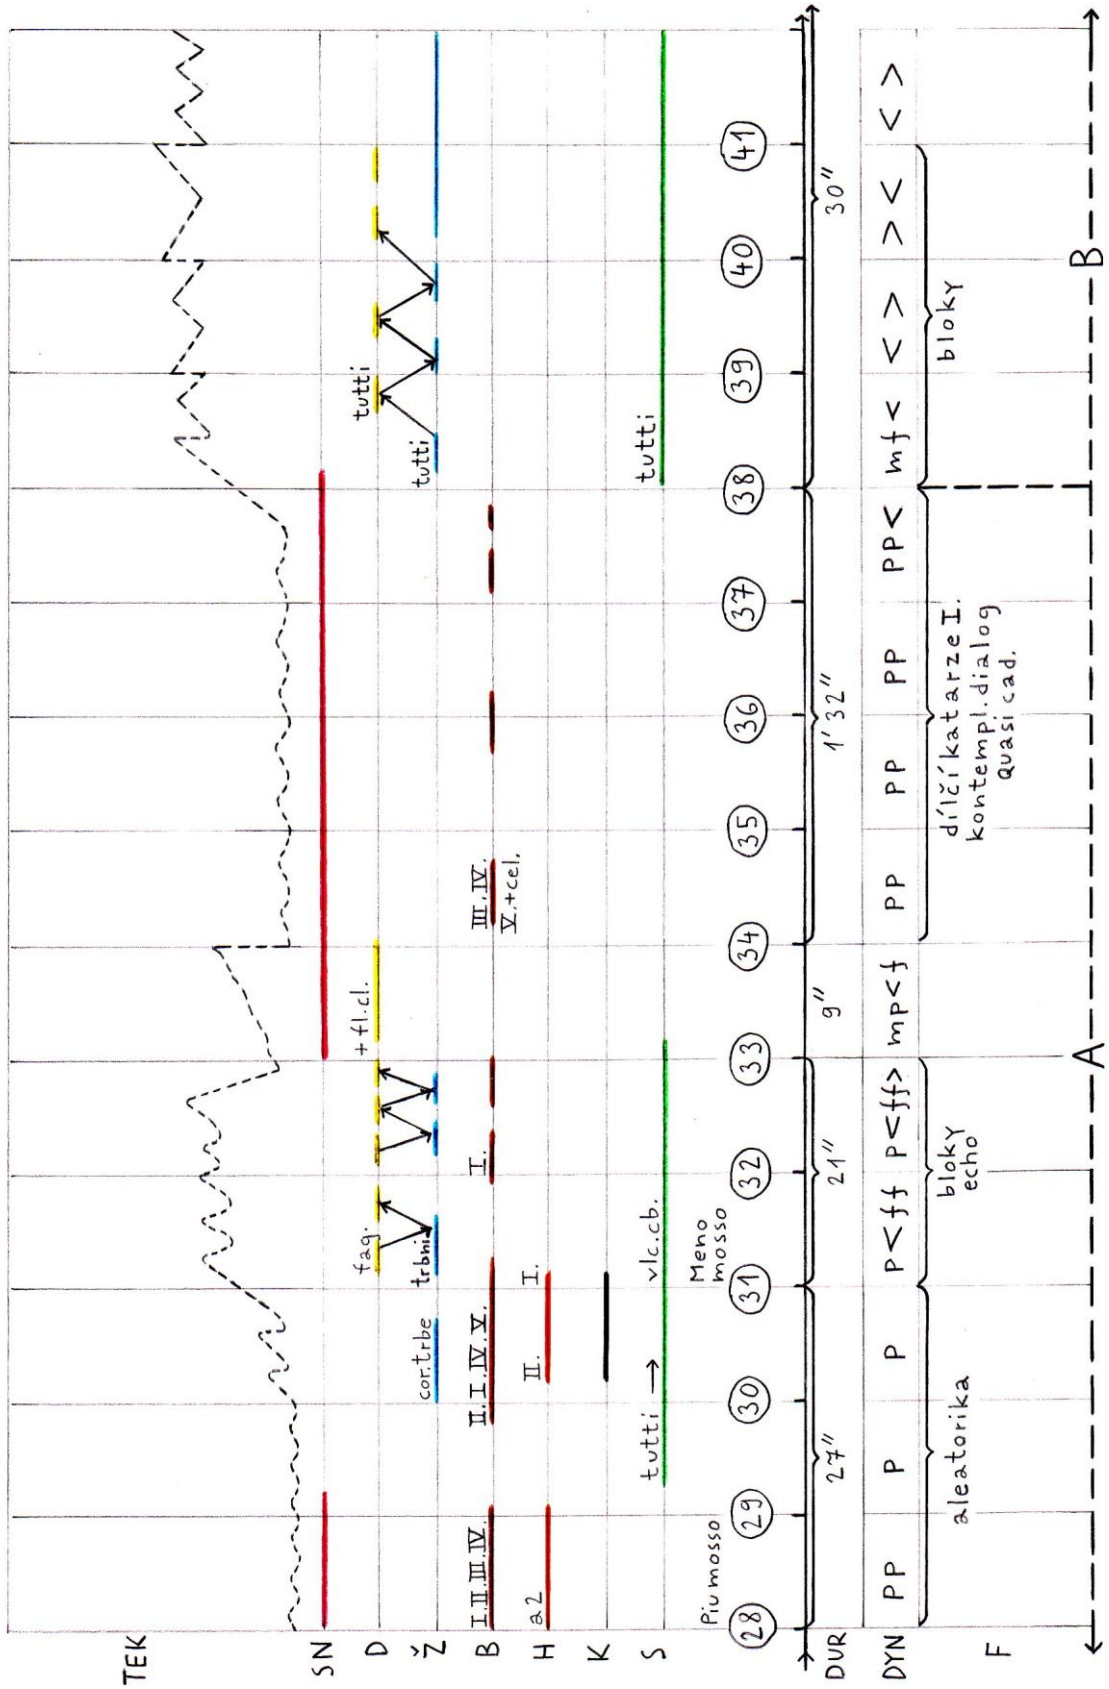 TEK
SN
+ fl.cl.
tutti
D
fag.
cor.trbe
trbni
tutti
Ž
I.II.III.IV.
II.I.IV.V.
I.
III.IV.
B
V.+cel.
a2
II.
I.
H
K
tutti →
vlc.cb.
tutti
S
Piu mosso
Meno
mosso
28 29 30 31 32 33 34 35 36 37 38 39 40 41
DUR 27" 21" 9" 1'32" 30"
DYN PP P P P<ff P<ff> mp<f PP PP PP PP< mf< < > > < < >
aleatorika
bloky
echo
dílčí katarze I.
kontempl. dialog
quasi cad.
bloky
F
A
B